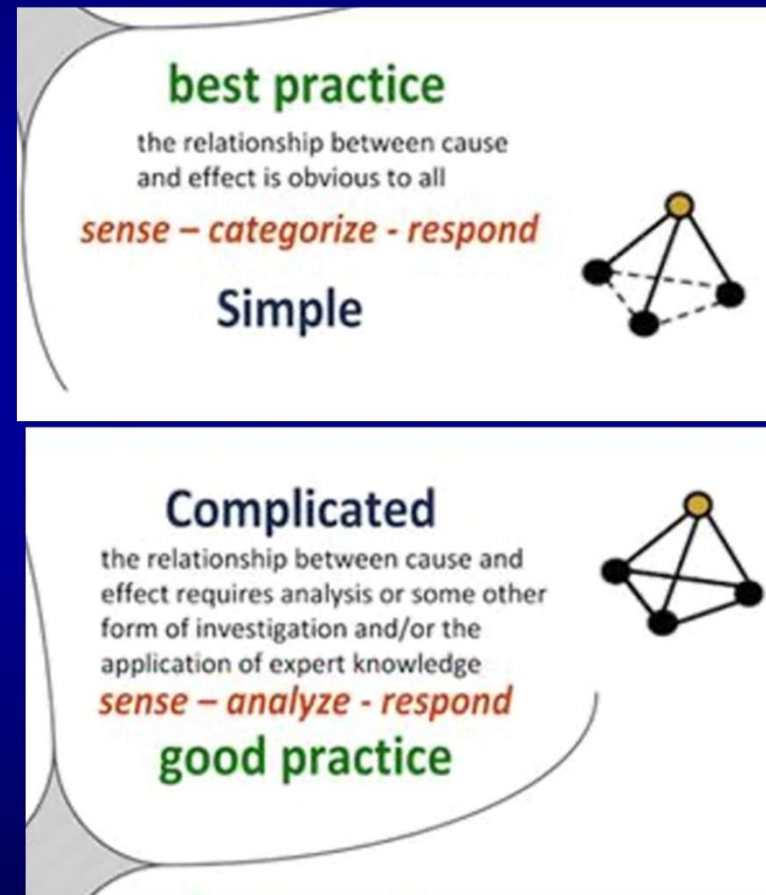 best practice
the relationship between cause
and effect is obvious to all
sense – categorize - respond
Simple
Complicated
the relationship between cause and
effect requires analysis or some other
form of investigation and/or the
application of expert knowledge
sense – analyze - respond
good practice